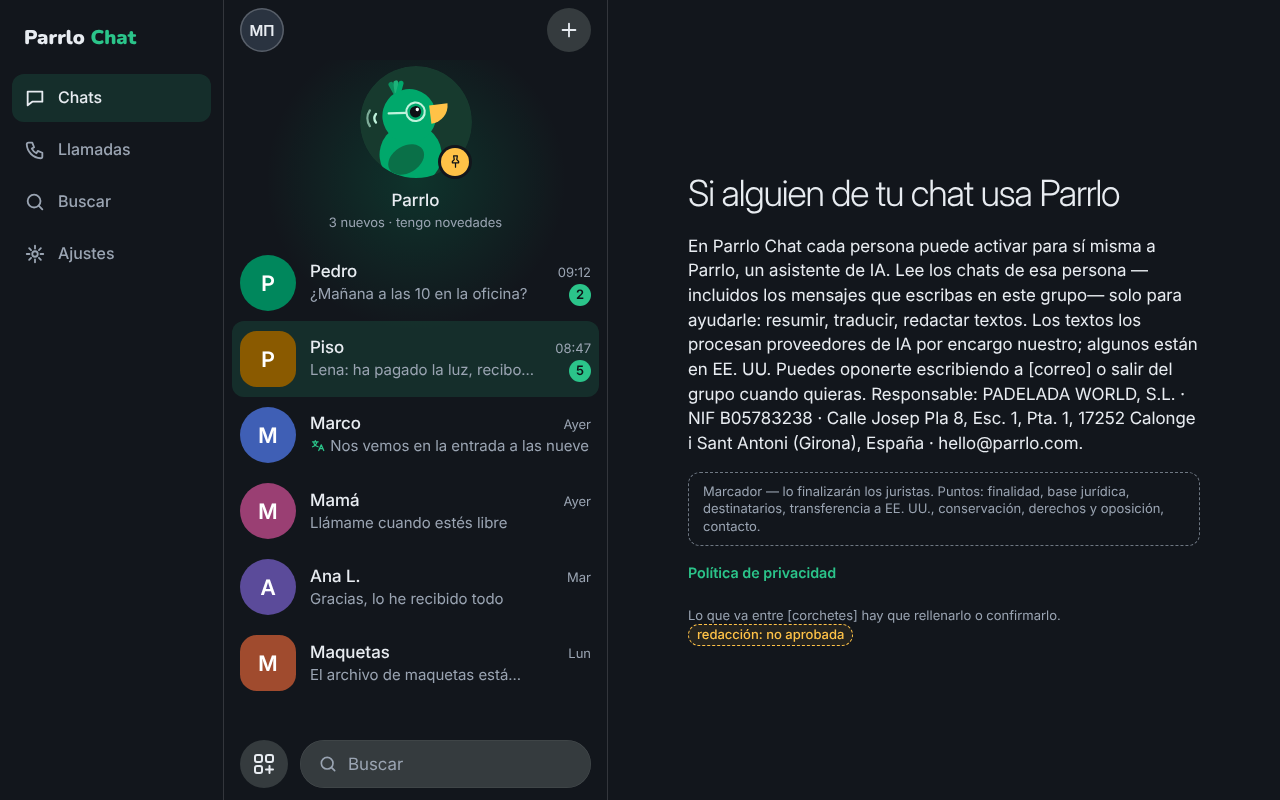 Parrlo Chat
Chats
Llamadas
Buscar
Ajustes
МП
Parrlo
3 nuevos · tengo novedades
Pedro
09:12
¿Mañana a las 10 en la oficina?
2
Piso
08:47
Lena: ha pagado la luz, recibo...
5
Marco
Ayer
Nos vemos en la entrada a las nueve
Mamá
Ayer
Llámame cuando estés libre
Ana L.
Mar
Gracias, lo he recibido todo
Maquetas
Lun
El archivo de maquetas está...
P
P
M
M
A
M
Buscar
Si alguien de tu chat usa Parrlo
En Parrlo Chat cada persona puede activar para sí misma a
Parrlo, un asistente de IA. Lee los chats de esa persona —
incluidos los mensajes que escribas en este grupo— solo para
ayudarle: resumir, traducir, redactar textos. Los textos los
procesan proveedores de IA por encargo nuestro; algunos están
en EE. UU. Puedes oponerte escribiendo a [correo] o salir del
grupo cuando quieras. Responsable: PADELADA WORLD, S.L. ·
NIF B05783238 · Calle Josep Pla 8, Esc. 1, Pta. 1, 17252 Calonge
i Sant Antoni (Girona), España · hello@parrlo.com.
Marcador — lo finalizarán los juristas. Puntos: finalidad, base jurídica,
destinatarios, transferencia a EE. UU., conservación, derechos y oposición,
contacto.
Política de privacidad
Lo que va entre [corchetes] hay que rellenarlo o confirmarlo.
redacción: no aprobada